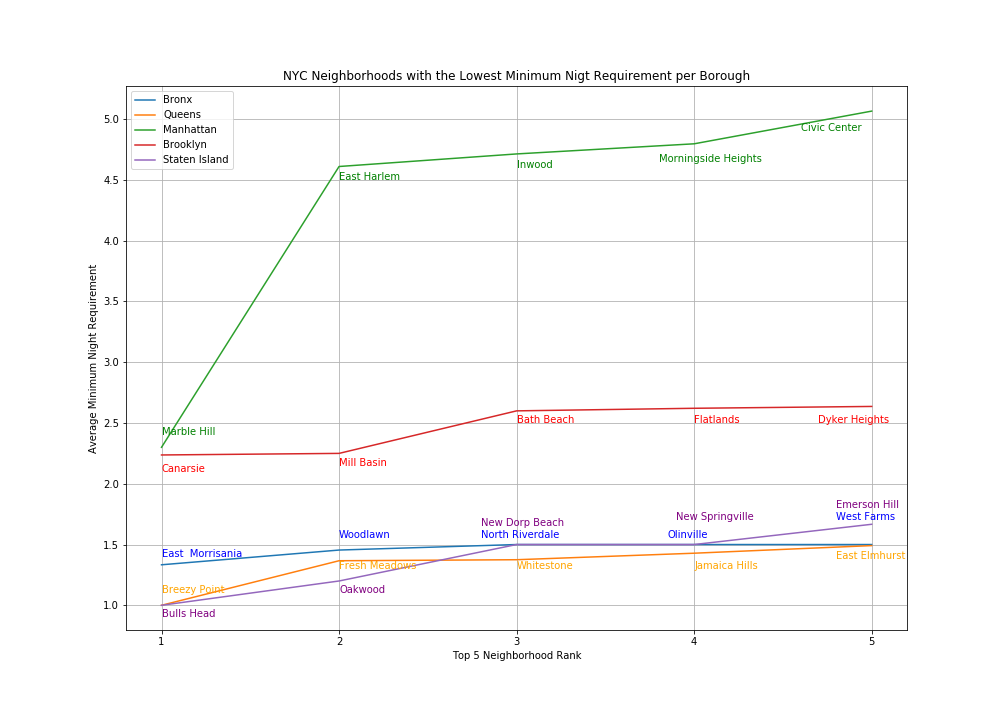 NYC Neighborhoods with the Lowest Minimum Nigt Requirement per Borough
Bronx
Queens
Manhattan
Brooklyn
Staten Island
Average Minimum Night Requirement
5.0
4.5
4.0
3.5
3.0
2.5
2.0
1.5
1.0
Civic Center
Morningside Heights
Inwood
East Harlem
Marble Hill
Bath Beach
Flatlands
Dyker Heights
Canarsie
Mill Basin
Emerson Hill
New Dorp Beach
New Springville
West Farms
Woodlawn
North Riverdale
Olinville
East  Morrisania
Fresh Meadows
Whitestone
Jamaica Hills
East Elmhurst
Breezy Point
Oakwood
Bulls Head
1
2
3
4
5
Top 5 Neighborhood Rank